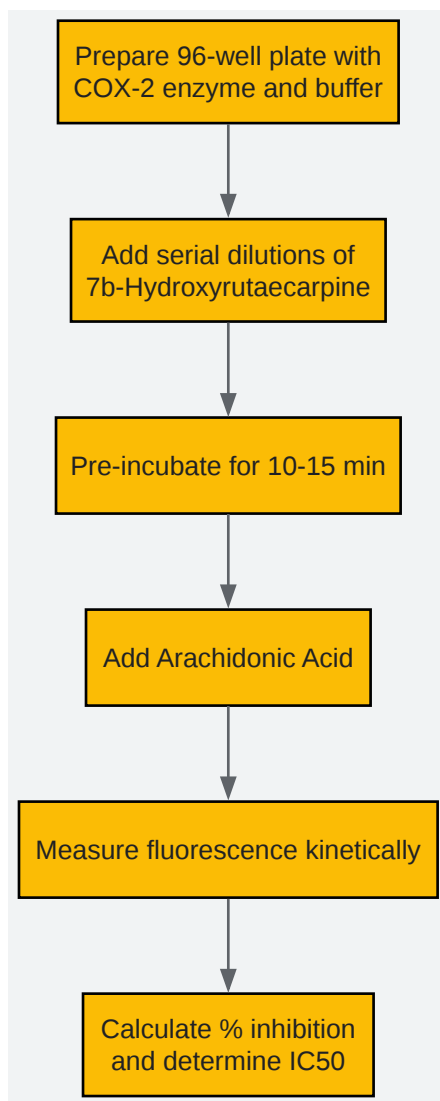 Prepare 96-well plate with
COX-2 enzyme and buffer
Add serial dilutions of
7b-Hydroxyrutaecarpine
Pre-incubate for 10-15 min
Add Arachidonic Acid
Measure fluorescence kinetically
Calculate % inhibition
and determine IC50